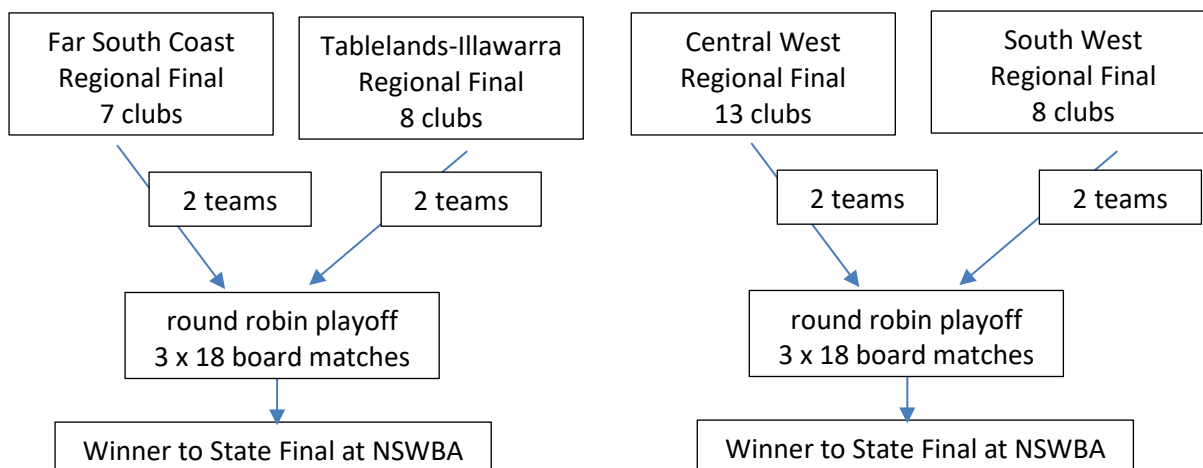 Far South Coast
Regional Final
7 clubs
Tablelands-Illawarra
Regional Final
8 clubs
Central West
Regional Final
13 clubs
South West
Regional Final
8 clubs
2 teams
2 teams
2 teams
2 teams
round robin playoff
3 x 18 board matches
round robin playoff
3 x 18 board matches
Winner to State Final at NSWBA
Winner to State Final at NSWBA